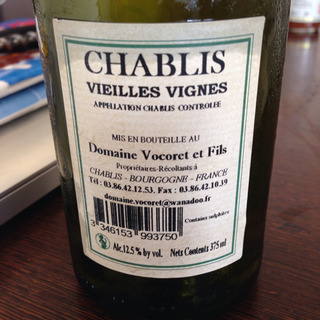 CHABLIS
VIEILLES VIGNES
APPELLATION CHABLIS CONTROLEE
MIS EN BOUTEILLE AU
Domaine Vocoret et Fils
Propriétaires-Récoltants à
CHABLIS - BOURGOGNE - FRANCE
Tél : 03.86.42.12.53. Fax : 03.86.42.10.39
domaine.vocoret@wanadoo.fr
Contains sulphites
3 346153 993750
Alc.12.5 % by vol. Nets Contents 375 ml